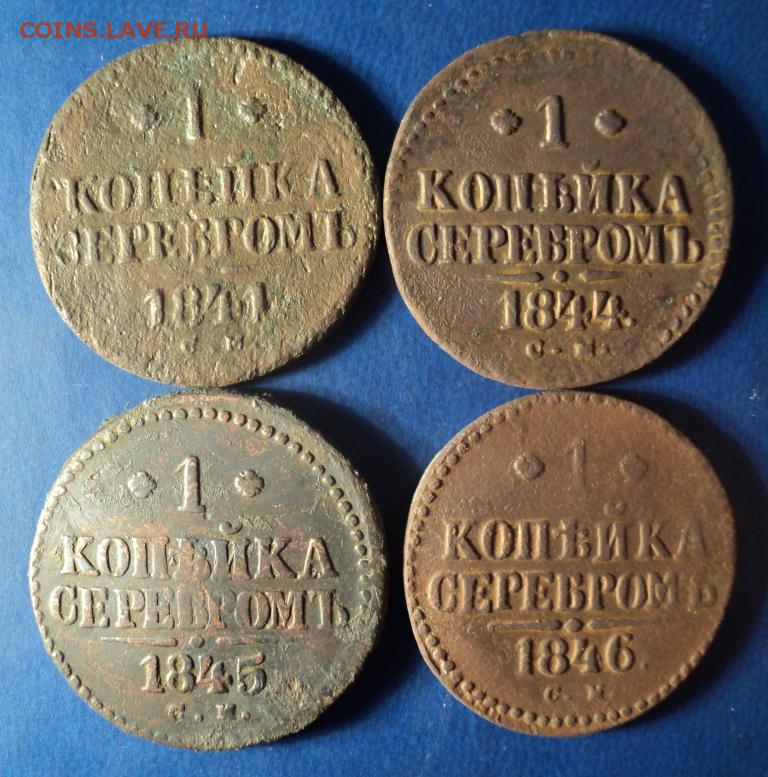 COINS.LAVE.RU
1
КОПѢЙКА
СЕРЕБРОМЪ
1841
С. М.
1
КОПѢЙКА
СЕРЕБРОМЪ
1844.
С. М.
1
КОПѢЙКА
СЕРЕБРОМЪ
1845
С. М.
1
КОПѢЙКА
СЕРЕБРОМЪ
1846.
С. М.